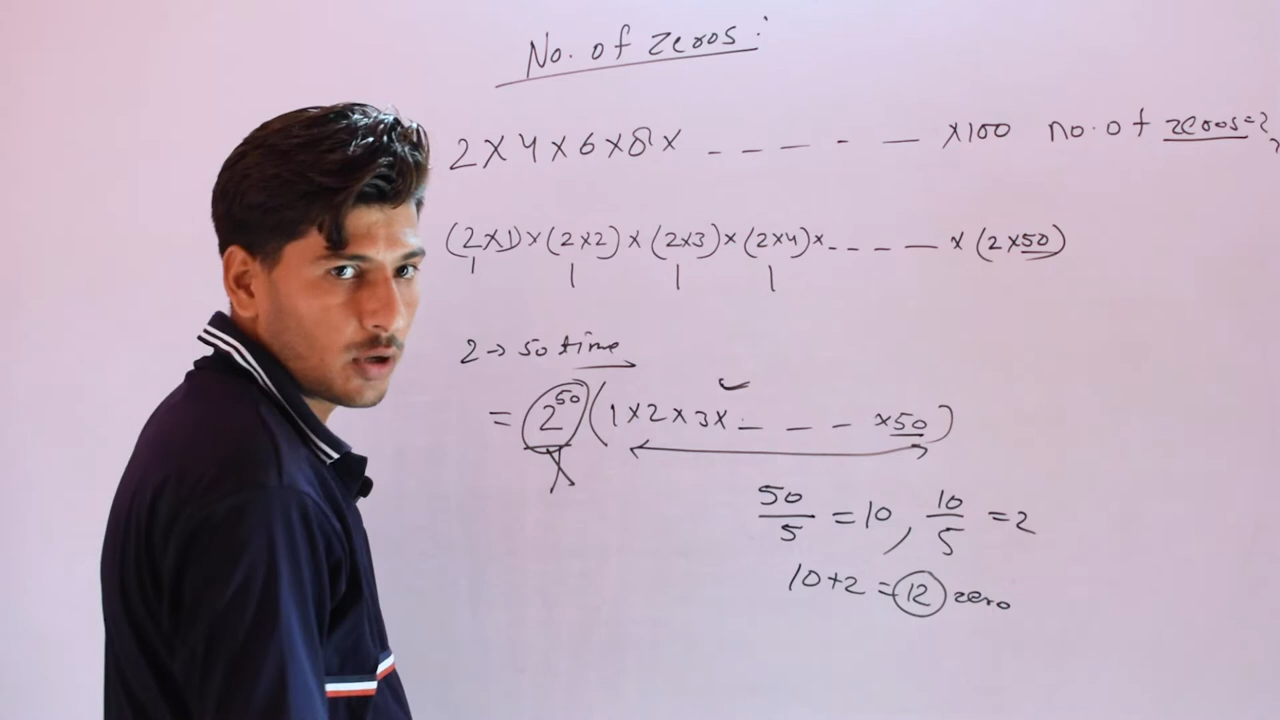 No. of zeros:
2×4×6×8× – – – – – ×100 no. of zeros=?
(2×1)×(2×2)×(2×3)×(2×4)×- - - — ×(2×50)
2→ 50 time
= 2⁵⁰(1×2×3×– – – ×50)
50/5 = 10, 10/5 = 2
10+2 = 12 zero